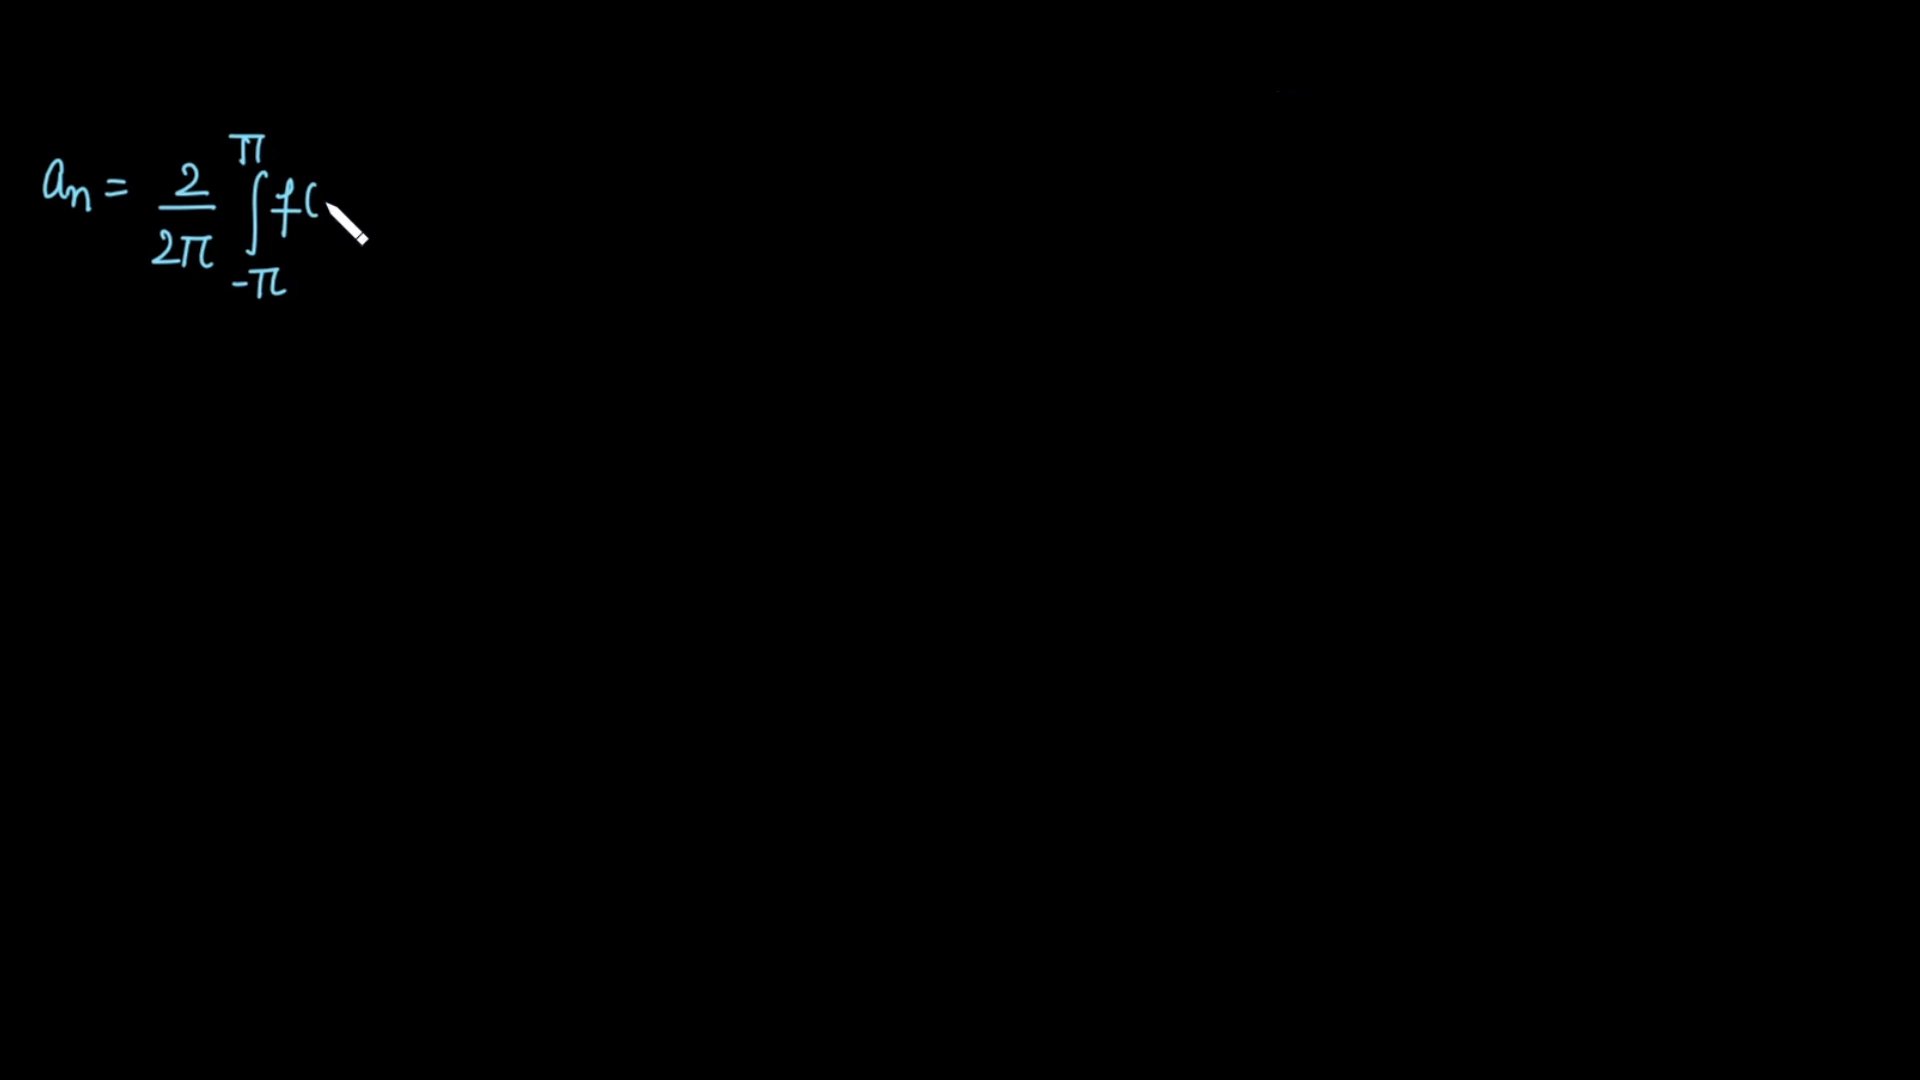 aₙ = 2/2π ∫_{-π}^{π} f(